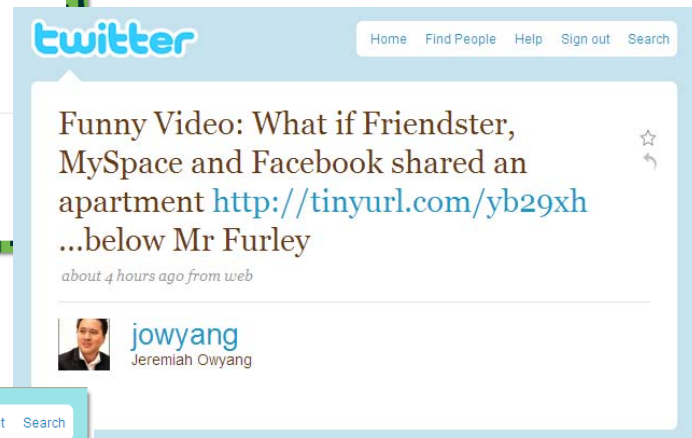 twitter
Home Find People Help Sign out Search
Funny Video: What if Friendster,
MySpace and Facebook shared an
apartment http://tinyurl.com/yb29xh
...below Mr Furley
about 4 hours ago from web
jowyang
Jeremiah Owyang
Search